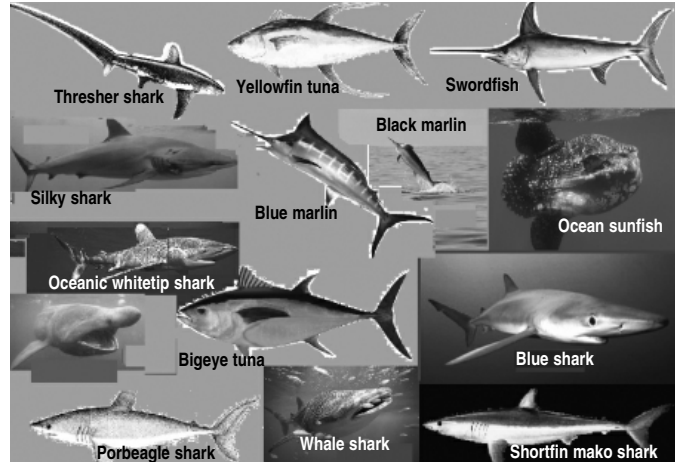 Thresher shark
Yellowfin tuna
Swordfish
Black marlin
Silky shark
Blue marlin
Ocean sunfish
Oceanic whitetip shark
Bigeye tuna
Blue shark
Porbeagle shark
Whale shark
Shortfin mako shark